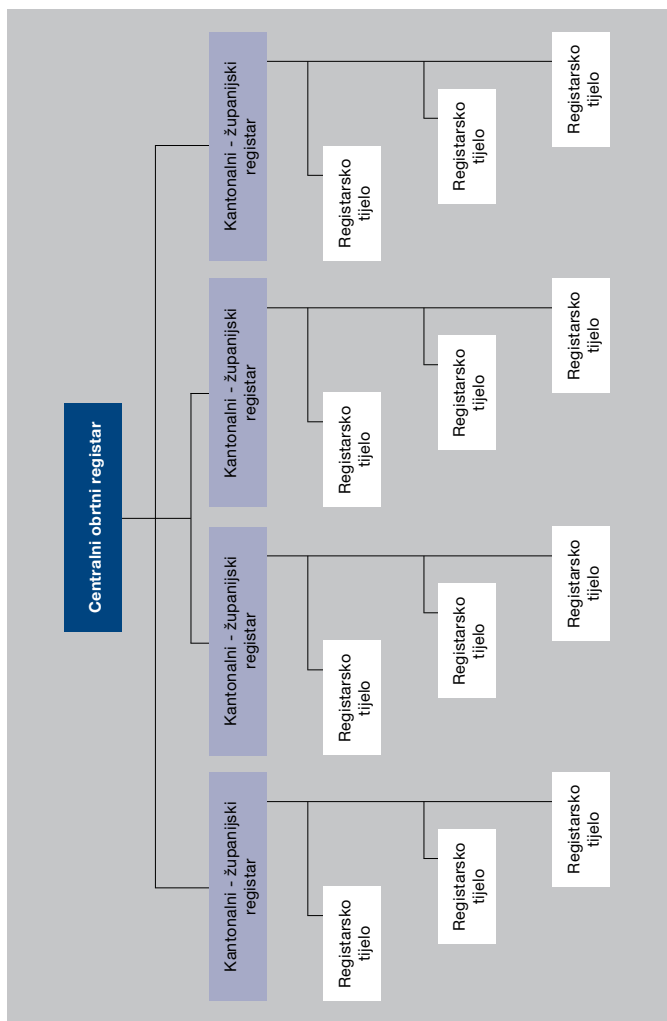 Centralni obrtni registar
Kantonalni - županijski
registar
Kantonalni - županijski
registar
Kantonalni - županijski
registar
Kantonalni - županijski
registar
Registarsko
tijelo
Registarsko
tijelo
Registarsko
tijelo
Registarsko
tijelo
Registarsko
tijelo
Registarsko
tijelo
Registarsko
tijelo
Registarsko
tijelo
Registarsko
tijelo
Registarsko
tijelo
Registarsko
tijelo
Registarsko
tijelo